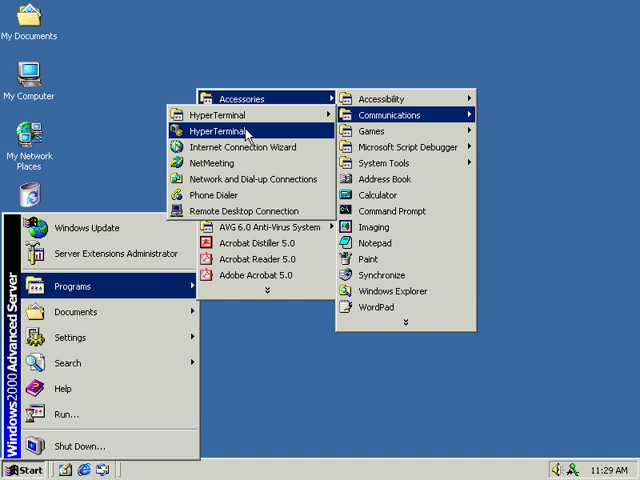 My Documents
My Computer
My Network
Places
Windows Update
Server Extensions Administrator
Programs
Documents
Settings
Search
Help
Run...
Shut Down...
Windows 2000 Advanced Server
Accessories
AVG 6.0 Anti-Virus System
Acrobat Distiller 5.0
Acrobat Reader 5.0
Adobe Acrobat 5.0
HyperTerminal
HyperTerminal
Internet Connection Wizard
NetMeeting
Network and Dial-up Connections
Phone Dialer
Remote Desktop Connection
Accessibility
Communications
Games
Microsoft Script Debugger
System Tools
Address Book
Calculator
Command Prompt
Imaging
Notepad
Paint
Synchronize
Windows Explorer
WordPad
Start
11:29 AM